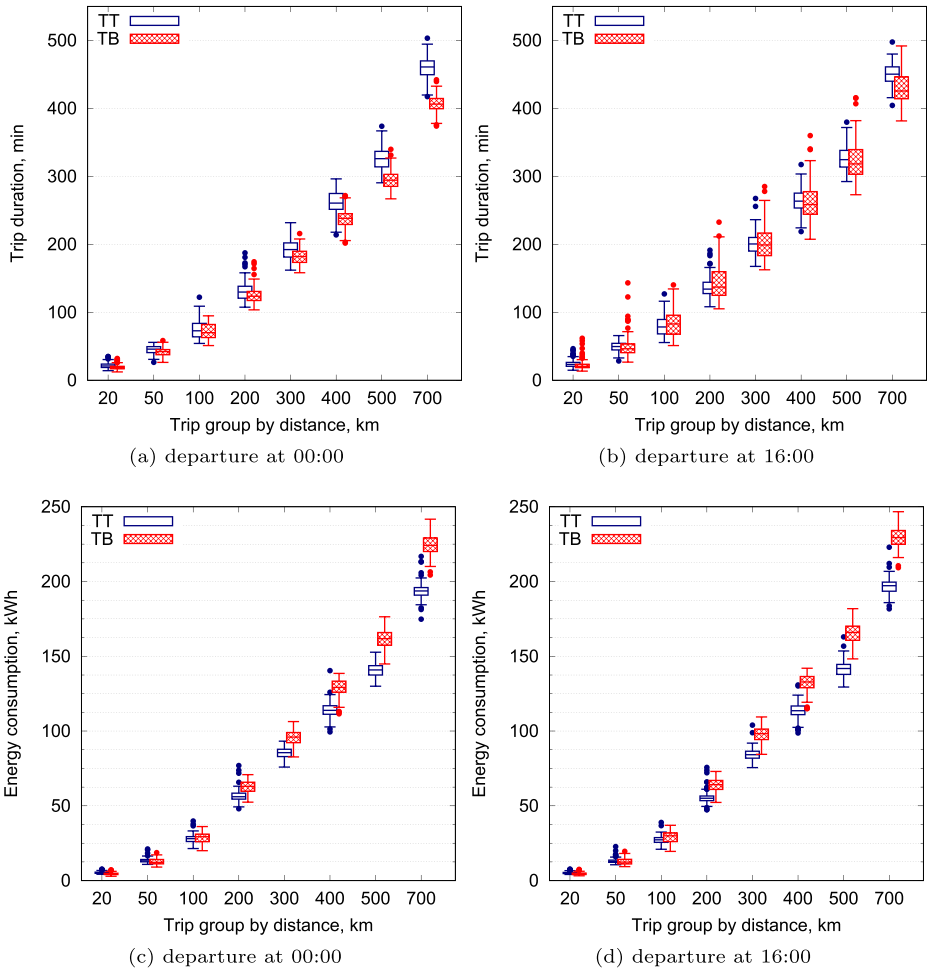 TT
TB
500
400
300
200
100
0
Trip duration, min
20 50 100 200 300 400 500 700
Trip group by distance, km
(a) departure at 00:00
TT
TB
500
400
300
200
100
0
Trip duration, min
20 50 100 200 300 400 500 700
Trip group by distance, km
(b) departure at 16:00
TT
TB
250
200
150
100
50
0
Energy consumption, kWh
20 50 100 200 300 400 500 700
Trip group by distance, km
(c) departure at 00:00
TT
TB
250
200
150
100
50
0
Energy consumption, kWh
20 50 100 200 300 400 500 700
Trip group by distance, km
(d) departure at 16:00